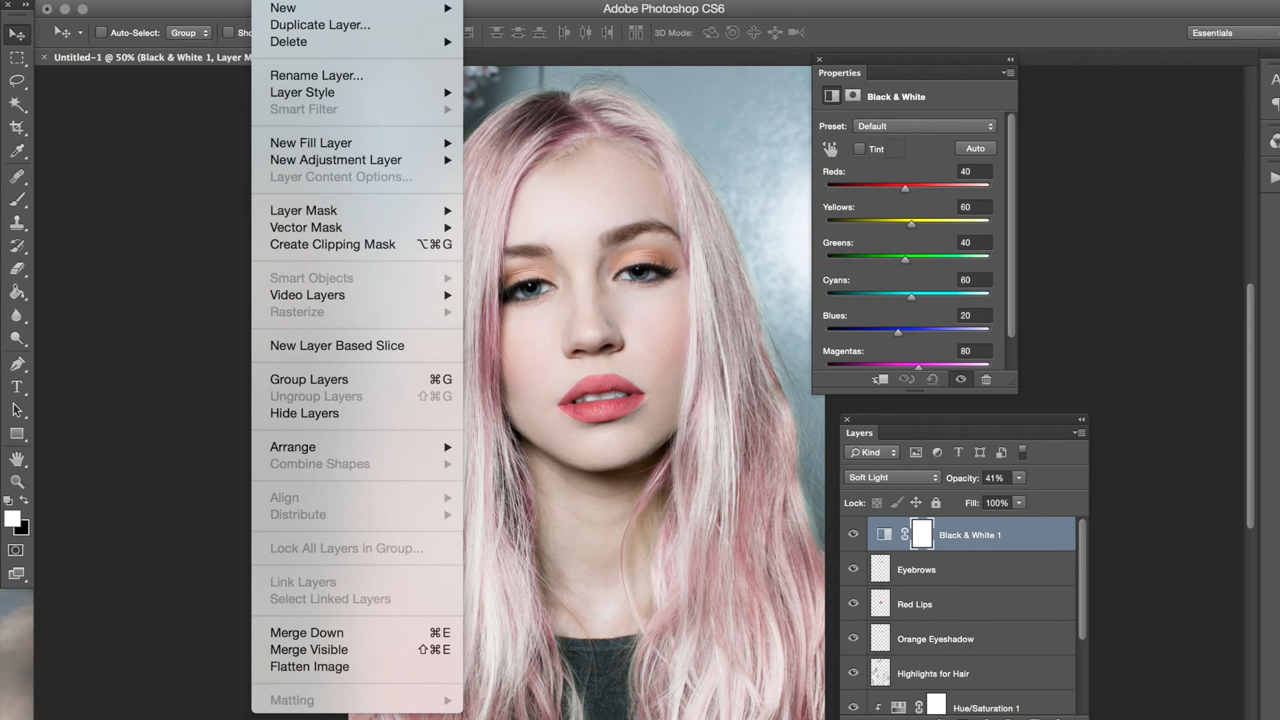 Adobe Photoshop CS6
Auto-Select:
Group
3D Mode:
Essentials
Untitled-1 @ 50% (Black & White 1, Layer M
New
Duplicate Layer...
Delete
Rename Layer...
Layer Style
Smart Filter
New Fill Layer
New Adjustment Layer
Layer Content Options...
Layer Mask
Vector Mask
Create Clipping Mask ⌥⌘G
Smart Objects
Video Layers
Rasterize
New Layer Based Slice
Group Layers ⌘G
Ungroup Layers ⇧⌘G
Hide Layers
Arrange
Combine Shapes
Align
Distribute
Lock All Layers in Group...
Link Layers
Select Linked Layers
Merge Down ⌘E
Merge Visible ⇧⌘E
Flatten Image
Matting
Properties
Black & White
Preset: Default
Tint Auto
Reds: 40
Yellows: 60
Greens: 40
Cyans: 60
Blues: 20
Magentas: 80
Layers
Kind
Soft Light Opacity: 41%
Lock: Fill: 100%
Black & White 1
Eyebrows
Red Lips
Orange Eyeshadow
Highlights for Hair
Hue/Saturation 1